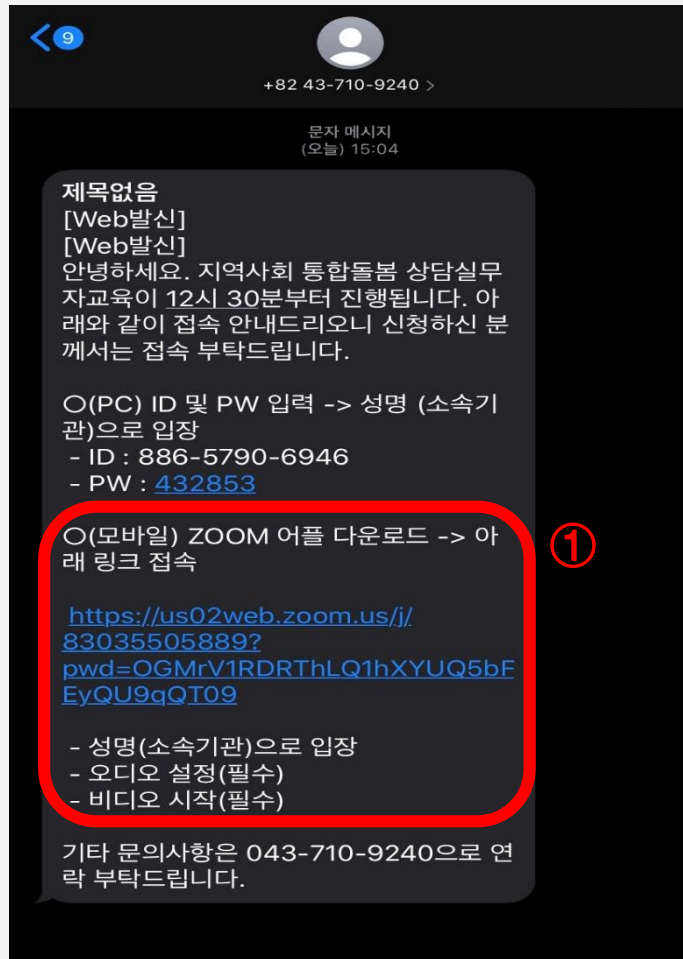 9
+82 43-710-9240 >
문자 메시지
(오늘) 15:04
제목없음
[Web발신]
[Web발신]
안녕하세요. 지역사회 통합돌봄 상담실무
자교육이 12시 30분부터 진행됩니다. 아
래와 같이 접속 안내드리오니 신청하신 분
께서는 접속 부탁드립니다.
○(PC) ID 및 PW 입력 -> 성명 (소속기
관)으로 입장
- ID : 886-5790-6946
- PW : 432853
○(모바일) ZOOM 어플 다운로드 -> 아
래 링크 접속
①
https://us02web.zoom.us/j/
83035505889?
pwd=OGMrV1RDRThLQ1hXYUQ5bF
EyQU9qQT09
- 성명(소속기관)으로 입장
- 오디오 설정(필수)
- 비디오 시작(필수)
기타 문의사항은 043-710-9240으로 연
락 부탁드립니다.